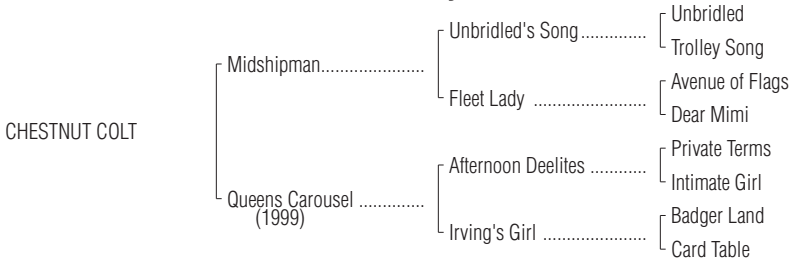 Unbridled
Unbridled's Song..............
Trolley Song
Midshipman.......................
Avenue of Flags
Fleet Lady .........................
Dear Mimi
CHESTNUT COLT
Private Terms
Afternoon Deelites ............
Intimate Girl
Queens Carousel ..............
(1999)
Badger Land
Irving's Girl .......................
Card Table